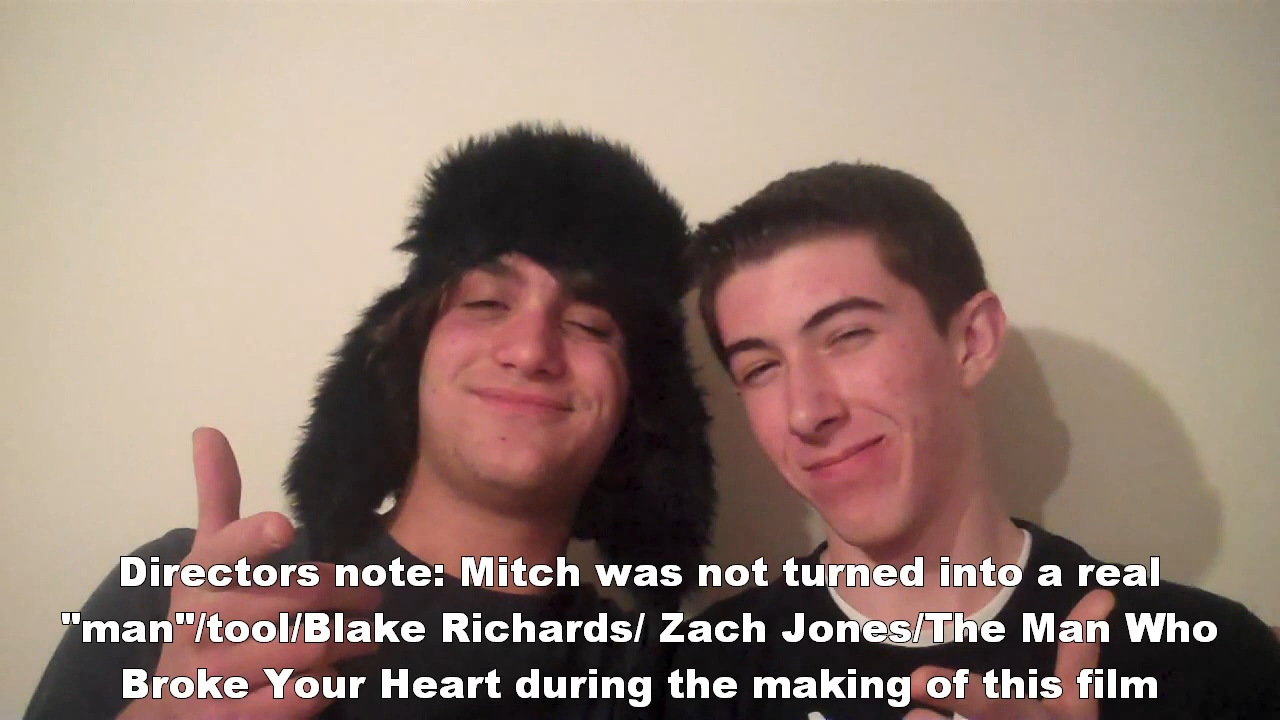 Directors note: Mitch was not turned into a real
"man"/tool/Blake Richards/ Zach Jones/The Man Who
Broke Your Heart during the making of this film